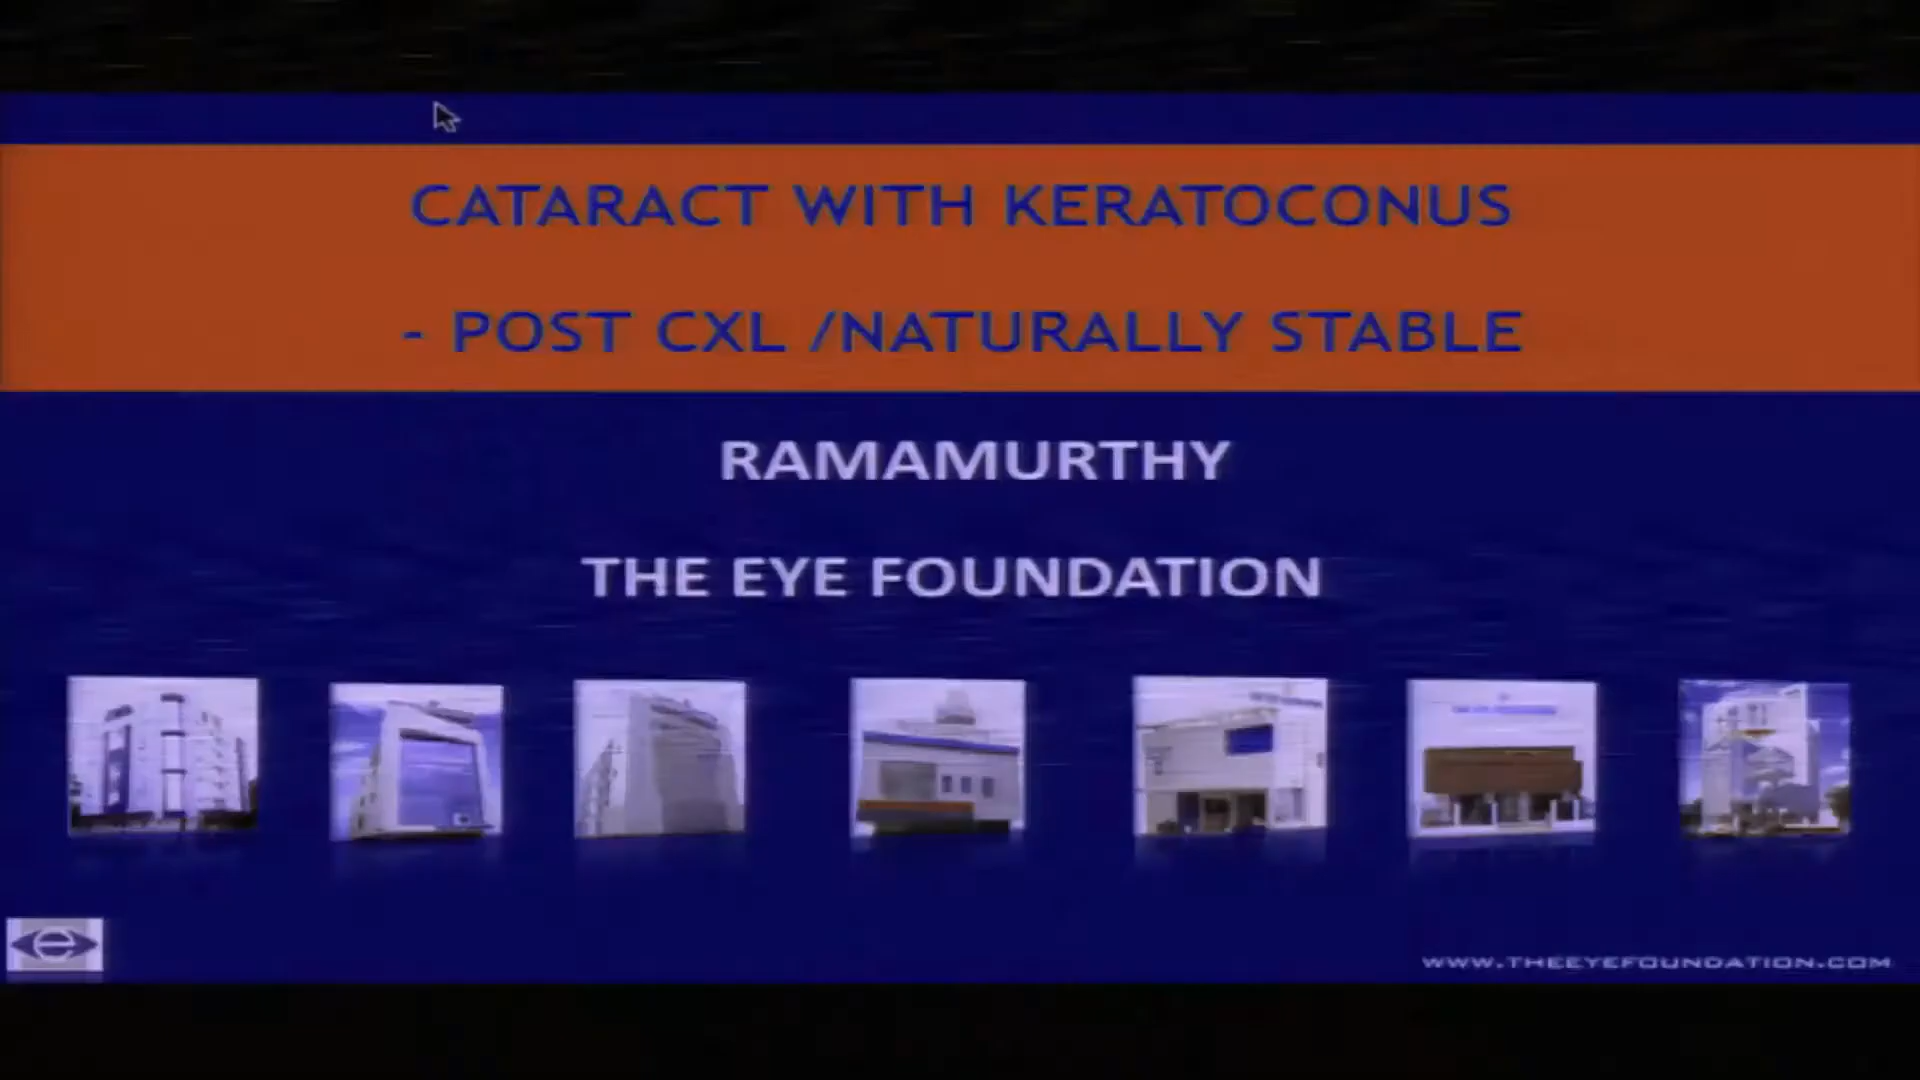 CATARACT WITH KERATOCONUS
- POST CXL /NATURALLY STABLE
RAMAMURTHY
THE EYE FOUNDATION
e
WWW.THEEYEFOUNDATION.COM